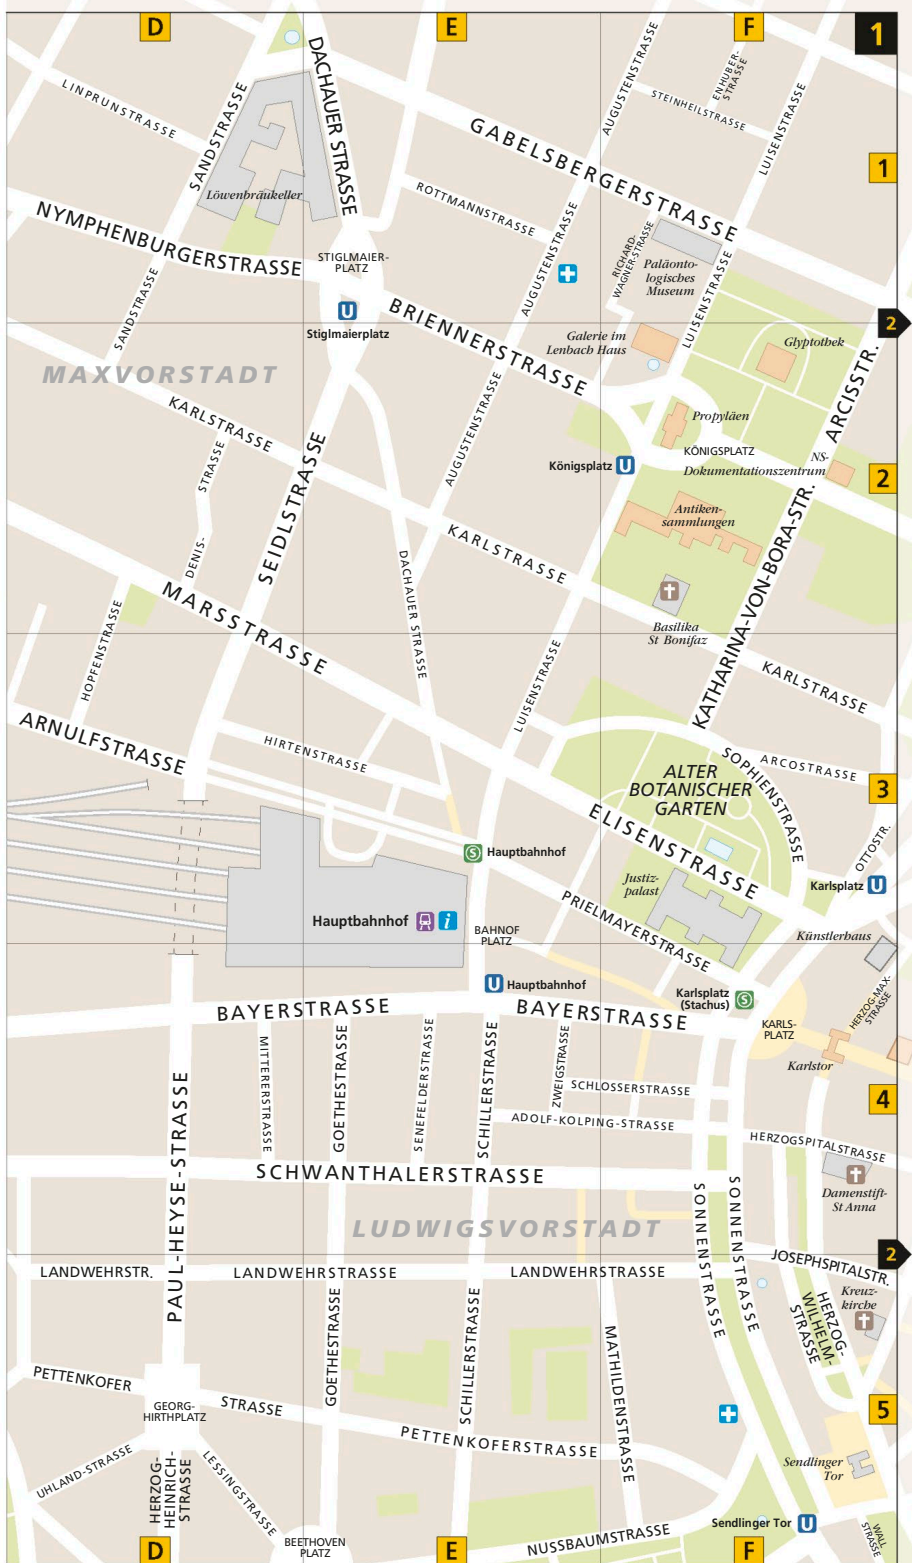 D
E
F
1
DACHAUER STRASSE
LINPRUNSTRASSE
SANDSTRASSE
AUGUSTENSTRASSE
ENHUBER-
STRASSE
STEINHEILSTRASSE
LUISENSTRASSE
GABELSBERGERSTRASSE
1
Löwenbräukeller
ROTTMANNSTRASSE
NYMPHENBURGERSTRASSE
STIGLMAIER-
PLATZ
AUGUSTENSTRASSE
RICHARD-
WAGNER-STRASSE
Paläonto-
logisches
Museum
LUISENSTRASSE
SANDSTRASSE
U
Stiglmaierplatz
BRIENNERSTRASSE
Galerie im
Lenbach Haus
Glyptothek
2
MAXVORSTADT
ARCISSTR.
KARLSTRASSE
AUGUSTENSTRASSE
Propyläen
KÖNIGSPLATZ
Königsplatz U
NS-
Dokumentationszentrum
2
DENIS-
STRASSE
SEIDLSTRASSE
Antiken-
sammlungen
KARLSTRASSE
DACHAUER STRASSE
KATHARINA-VON-BORA-STR.
MARSSTRASSE
HOPFENSTRASSE
Basilika
St Bonifaz
KARLSTRASSE
LUISENSTRASSE
ARNULFSTRASSE
HIRTENSTRASSE
SOPHIENSTRASSE
ARCOSTRASSE
ALTER
BOTANISCHER
GARTEN
3
ELISENSTRASSE
OTTOSTR.
S Hauptbahnhof
Justiz-
palast
Karlsplatz U
PRIELMAYERSTRASSE
Hauptbahnhof i
BAHNOF
PLATZ
Künstlerhaus
U Hauptbahnhof
Karlsplatz
(Stachus) S
HERZOG-MAX-
STRASSE
BAYERSTRASSE
BAYERSTRASSE
KARLS-
PLATZ
Karlstor
MITTERERSTRASSE
GOETHESTRASSE
SENEFELDERSTRASSE
SCHILLERSTRASSE
ZWEIGSTRASSE
SCHLOSSERSTRASSE
4
ADOLF-KOLPING-STRASSE
HERZOGSPITALSTRASSE
PAUL-HEYSE-STRASSE
SCHWANTHALERSTRASSE
SONNENSTRASSE
SONNENSTRASSE
Damenstift-
St Anna
LUDWIGSVORSTADT
2
JOSEPHSPITALSTR.
LANDWEHRSTR.
LANDWEHRSTRASSE
LANDWEHRSTRASSE
GOETHESTRASSE
SCHILLERSTRASSE
MATHILDENSTRASSE
HERZOG-
WILHELM-
STRASSE
Kreuz-
kirche
PETTENKOFER
STRASSE
GEORG-
HIRTHPLATZ
5
PETTENKOFERSTRASSE
UHLAND-STRASSE
HERZOG-
HEINRICH-
STRASSE
LESSINGSTRASSE
Sendlinger
Tor
Sendlinger Tor U
NUSSBAUMSTRASSE
BEETHOVEN
PLATZ
WALL
STRASSE
D
E
F